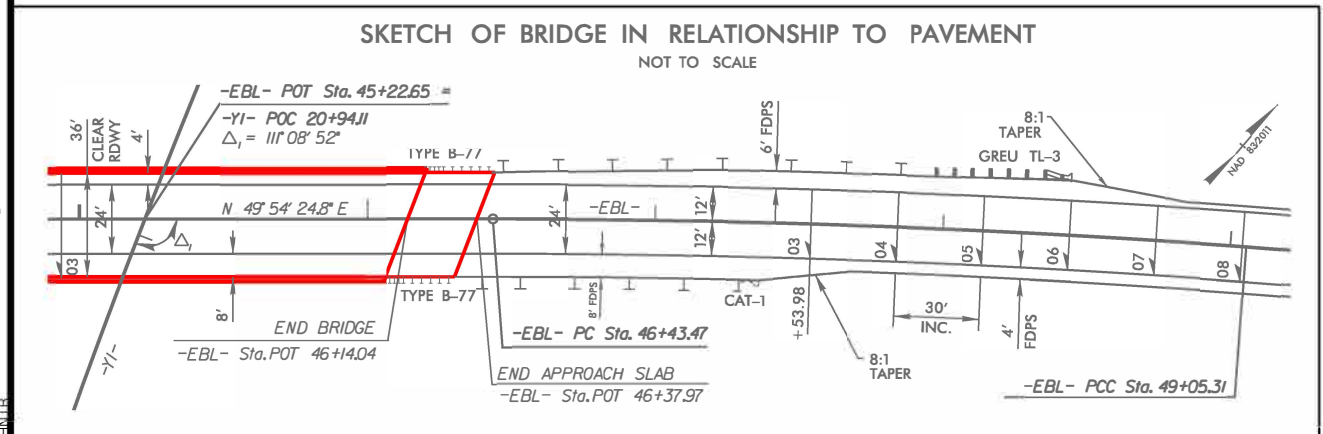 SKETCH OF BRIDGE IN RELATIONSHIP TO PAVEMENT
NOT TO SCALE
-EBL- POT Sta. 45+22.65 =
-Y1- POC 20+94.11
Δ₁ = 111° 08' 52"
36'
CLEAR
RDWY
4'
TYPE B-77
6' FDPS
8:1
TAPER
GREU TL-3
NAD 83/2011
24'
N 49° 54' 24.8" E
24'
-EBL-
12'
12'
Δ₁
03
03
04
05
06
07
08
8'
TYPE B-77
8' FDPS
CAT-1
+53.98
30'
INC.
4'
FDPS
END BRIDGE
-EBL- Sta. POT 46+14.04
-EBL- PC Sta. 46+43.47
END APPROACH SLAB
-EBL- Sta. POT 46+37.97
8:1
TAPER
-EBL- PCC Sta. 49+05.31
-Y1-